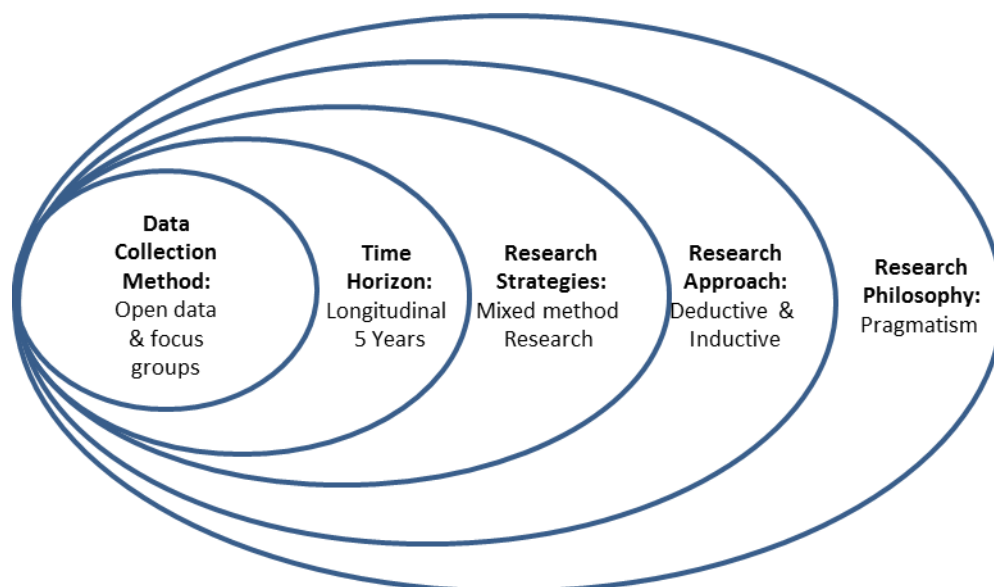 Data
Collection
Method:
Open data
& focus
groups
Time
Horizon:
Longitudinal
5 Years
Research
Strategies:
Mixed method
Research
Research
Approach:
Deductive &
Inductive
Research
Philosophy:
Pragmatism